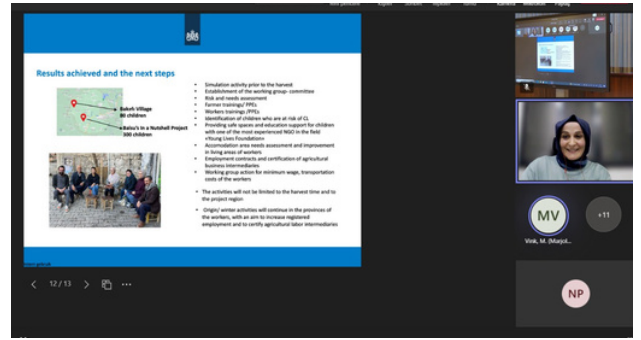 Results achieved and the next steps
Bakırlı Village
80 children
Balsu's In a Nutshell Project
300 children
• Simulation activity prior to the harvest
• Establishment of the working group- committee
• Risk and needs assessment
• Farmer trainings/ PPEs
• Workers trainings /PPEs
• Identification of children who are at risk of CL
• Providing safe spaces and education support for children
with one of the most experienced NGO in the field
«Young Lives Foundation»
• Accomodation area needs assessment and improvement
in living areas of workers
• Employment contracts and certification of agricultural
business intermediaries
• Working group action for minimum wage, transportation
costs of the workers
• The activities will not be limited to the harvest time and to
the project region
• Origin/ winter activities will continue in the provinces of
the workers, with an aim to increase registered
employment and to certify agricultural labor intermediaries
12/13
MV
+11
Vink, M. (Marjol...
NP